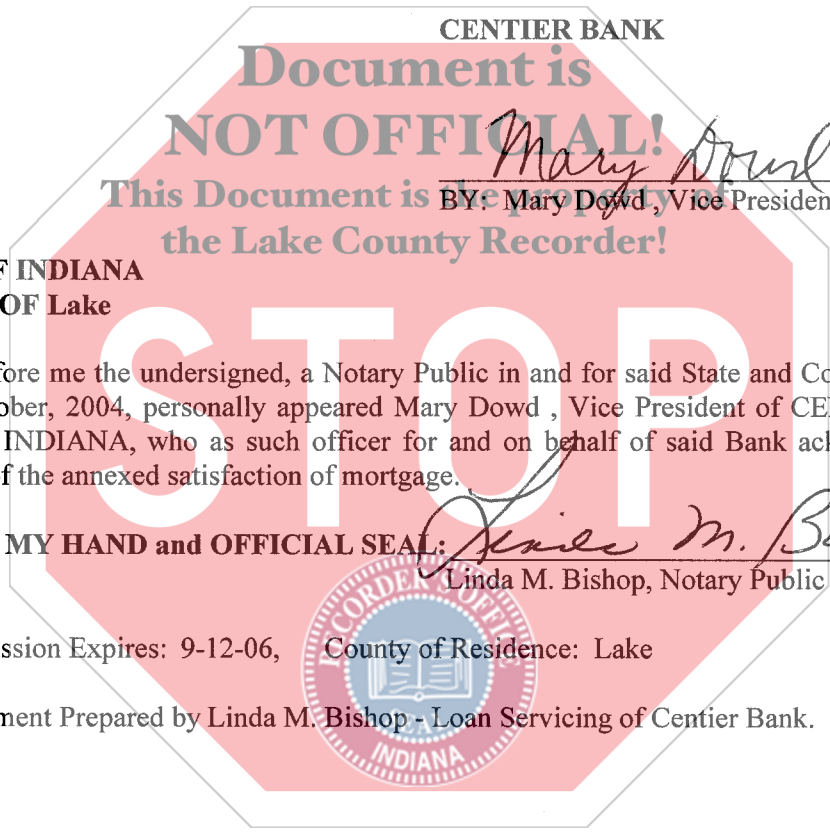 CENTIER BANK
Document is
NOT OFFICIAL!
Mary Dowd
This Document is the property of
BY: Mary Dowd , Vice Presiden
the Lake County Recorder!
F INDIANA
OF Lake
STOP
fore me the undersigned, a Notary Public in and for said State and Co
ober, 2004, personally appeared Mary Dowd , Vice President of CE
INDIANA, who as such officer for and on behalf of said Bank ack
f the annexed satisfaction of mortgage.
MY HAND and OFFICIAL SEAL:
Linda M. B
Linda M. Bishop, Notary Public
RECORDER'S OFFICE
ssion Expires: 9-12-06, County of Residence: Lake
SEAL
ment Prepared by Linda M. Bishop - Loan Servicing of Centier Bank.
INDIANA